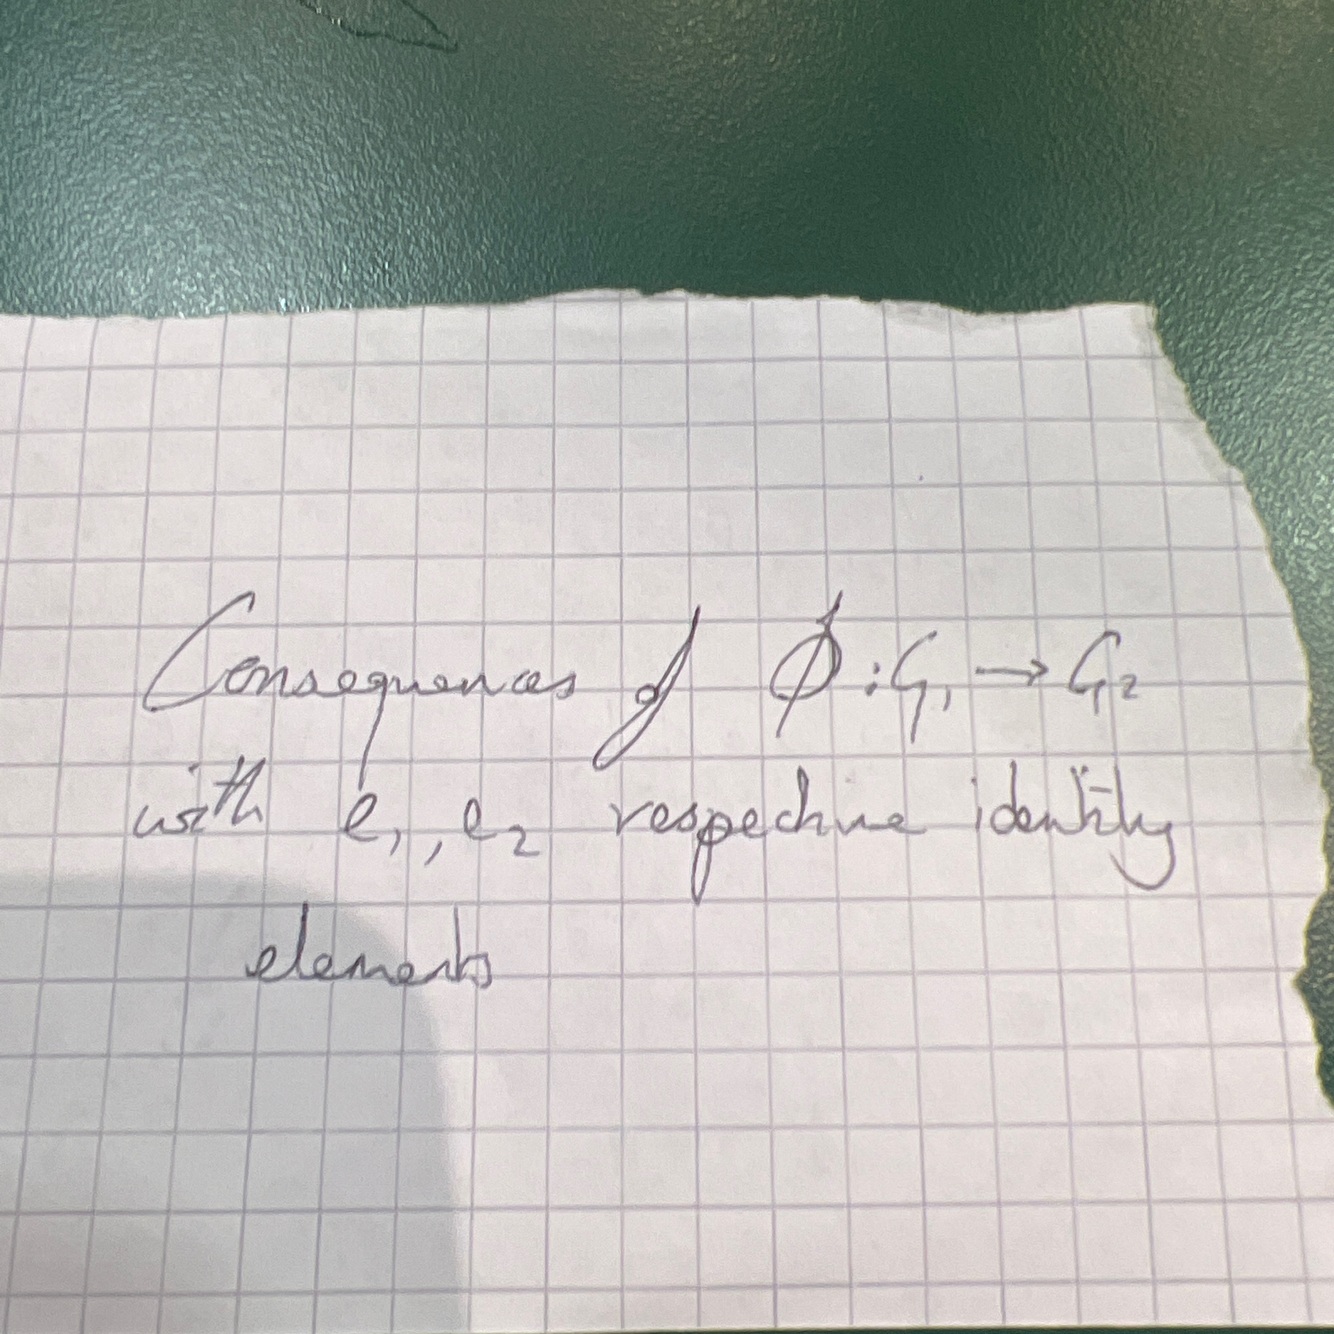 Consequences of ϕ : G₁ → G₂
with e₁, e₂ respective identity
elements